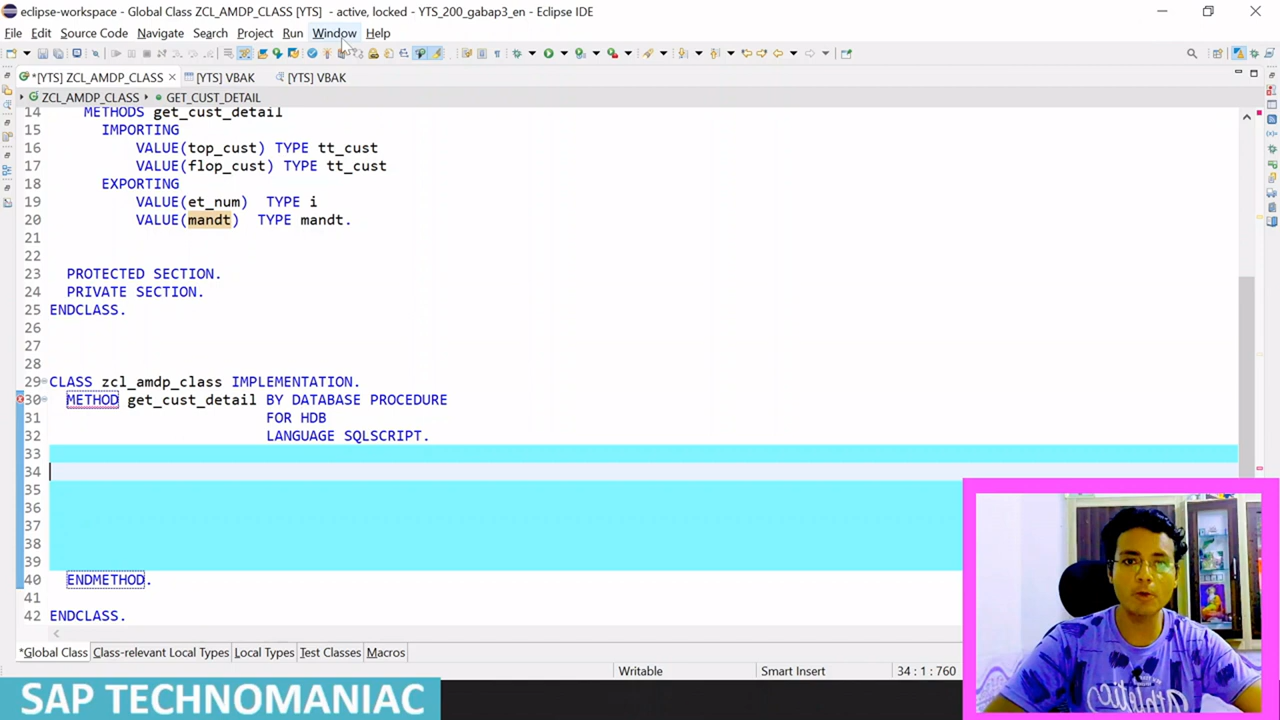 eclipse-workspace - Global Class ZCL_AMDP_CLASS [YTS] - active, locked - YTS_200_gabap3_en - Eclipse IDE
File Edit Source Code Navigate Search Project Run Window Help
*[YTS] ZCL_AMDP_CLASS [YTS] VBAK [YTS] VBAK
ZCL_AMDP_CLASS GET_CUST_DETAIL
14 METHODS get_cust_detail
15 IMPORTING
16 VALUE(top_cust) TYPE tt_cust
17 VALUE(flop_cust) TYPE tt_cust
18 EXPORTING
19 VALUE(et_num) TYPE i
20 VALUE(mandt) TYPE mandt.
21
22
23 PROTECTED SECTION.
24 PRIVATE SECTION.
25 ENDCLASS.
26
27
28
29 CLASS zcl_amdp_class IMPLEMENTATION.
30 METHOD get_cust_detail BY DATABASE PROCEDURE
31 FOR HDB
32 LANGUAGE SQLSCRIPT.
33
34
35
36
37
38
39
40 ENDMETHOD.
41
42 ENDCLASS.
*Global Class Class-relevant Local Types Local Types Test Classes Macros
Writable Smart Insert 34 : 1 : 760
SAP TECHNOMANIAC